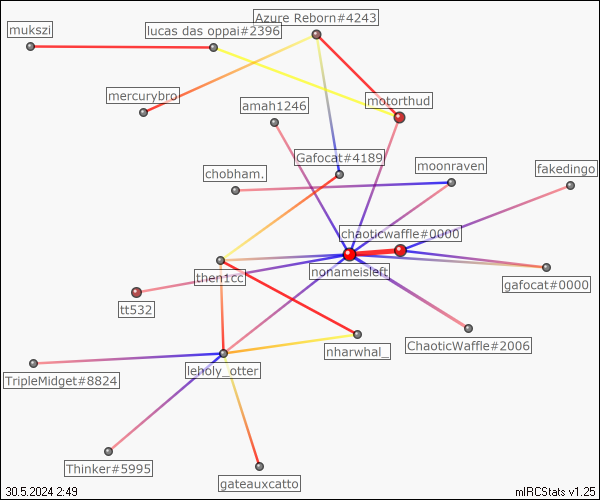 Azure Reborn#4243
mukszi
lucas das oppai#2396
mercurybro
motorthud
amah1246
Gafocat#4189
moonraven
chobham.
fakedingo
chaoticwaffle#0000
nonameisleft
then1cc
gafocat#0000
tt532
ChaoticWaffle#2006
nharwhal_
leholy_otter
TripleMidget#8824
Thinker#5995
gateauxcatto
30.5.2024 2:49
mIRCStats v1.25